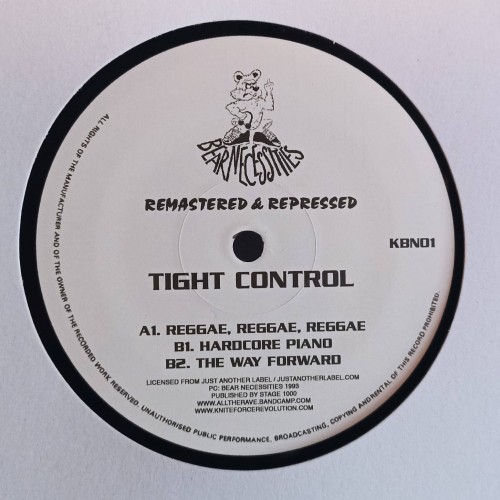 BEAR NECESSITIES
REMASTERED & REPRESSED
KBN01
TIGHT CONTROL
A1. REGGAE, REGGAE, REGGAE
B1. HARDCORE PIANO
B2. THE WAY FORWARD
LICENSED FROM JUST ANOTHER LABEL / JUSTANOTHERLABEL.COM
PC: BEAR NECESSITIES 1993
PUBLISHED BY STAGE 1000
WWW.ALLTHERAVE.BANDCAMP.COM
WWW.KNITEFORCEREVOLUTION.COM
ALL RIGHTS OF THE MANUFACTURER AND OF THE OWNER OF THE RECORDED WORK RESERVED. UNAUTHORISED PUBLIC PERFORMANCE, BROADCASTING, COPYING AND RENTAL OF THIS RECORD PROHIBITED.